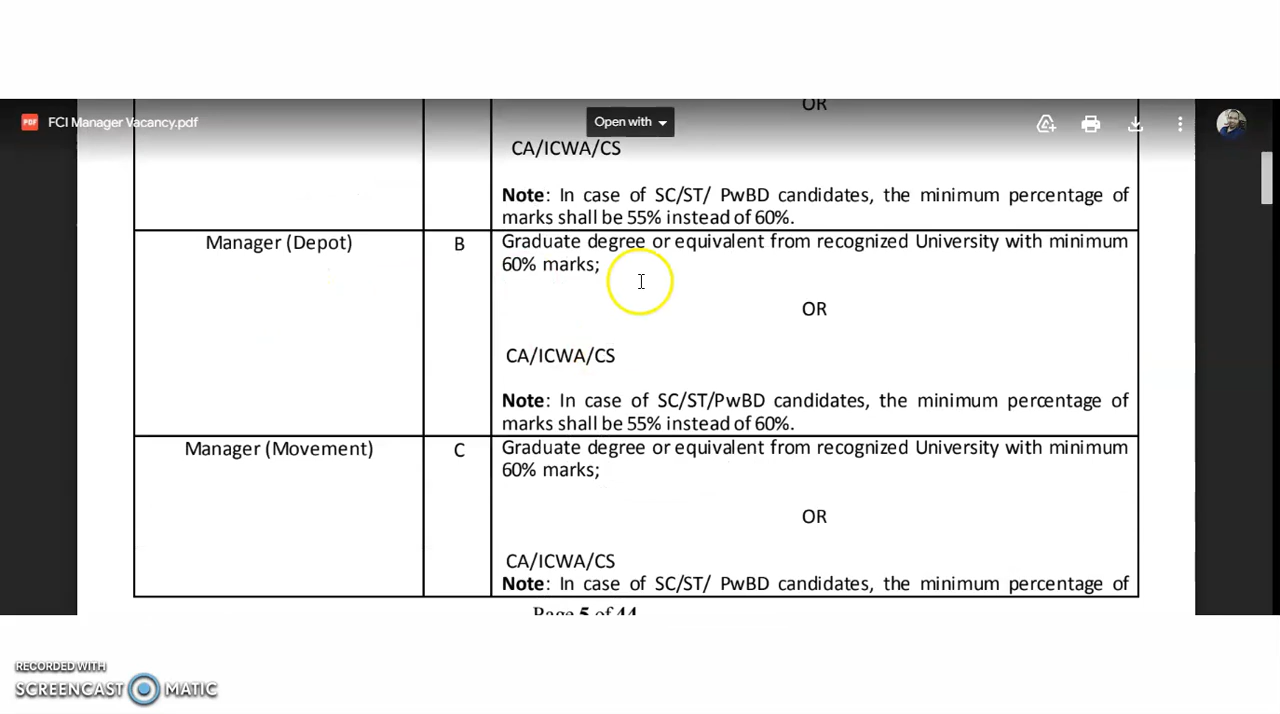 OR
FCI Manager Vacancy.pdf
Open with
CA/ICWA/CS
Note: In case of SC/ST/ PwBD candidates, the minimum percentage of
marks shall be 55% instead of 60%.
Manager (Depot)
B
Graduate degree or equivalent from recognized University with minimum
60% marks;
OR
CA/ICWA/CS
Note: In case of SC/ST/PwBD candidates, the minimum percentage of
marks shall be 55% instead of 60%.
Manager (Movement)
C
Graduate degree or equivalent from recognized University with minimum
60% marks;
OR
CA/ICWA/CS
Note: In case of SC/ST/ PwBD candidates, the minimum percentage of
Page 5 of 44
RECORDED WITH
SCREENCAST MATIC